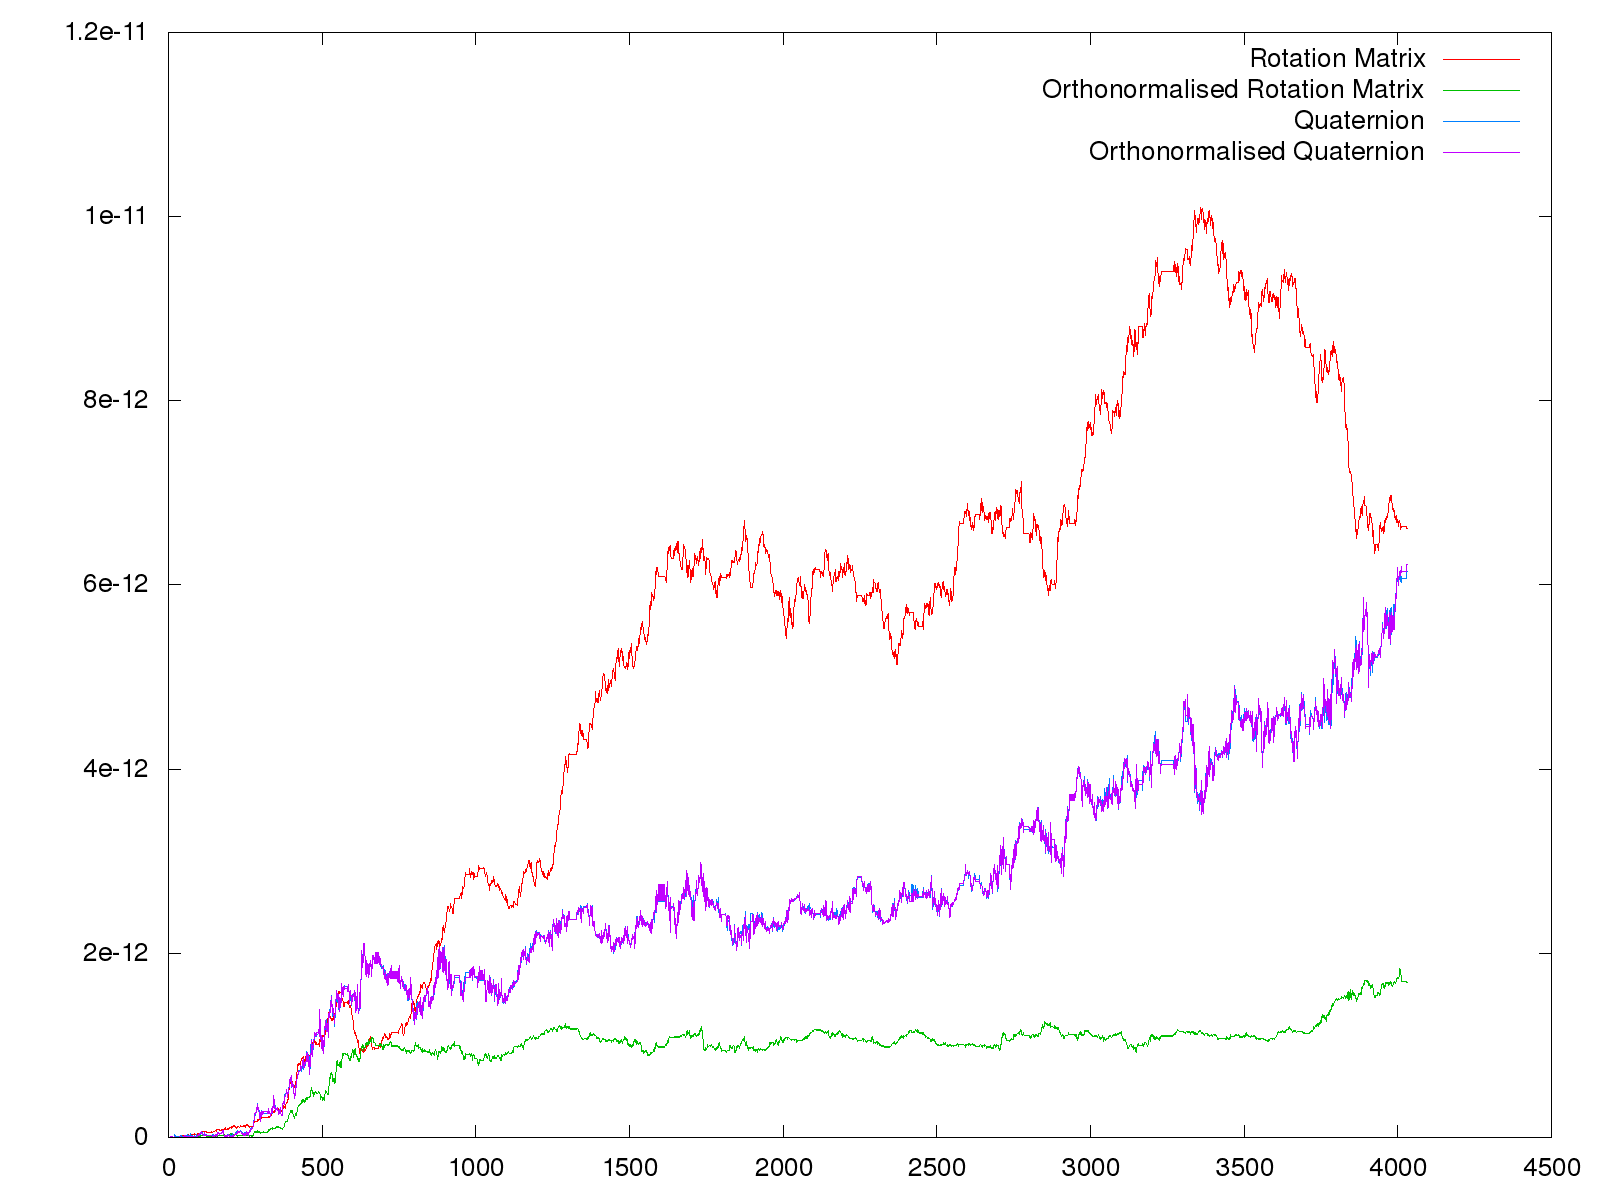 1.2e-11
1e-11
8e-12
6e-12
4e-12
2e-12
0
Rotation Matrix
Orthonormalised Rotation Matrix
Quaternion
Orthonormalised Quaternion
0 500 1000 1500 2000 2500 3000 3500 4000 4500